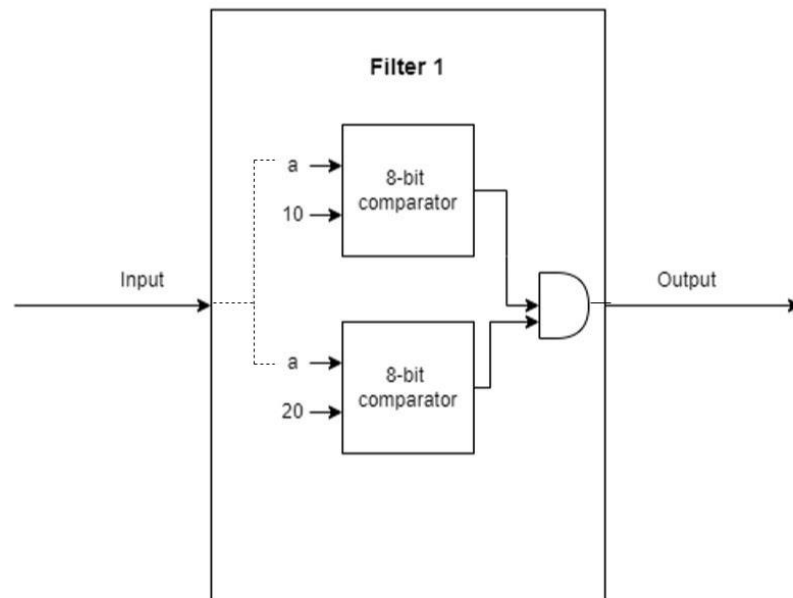 Filter 1
a
8-bit
comparator
10
Input
Output
a
8-bit
comparator
20